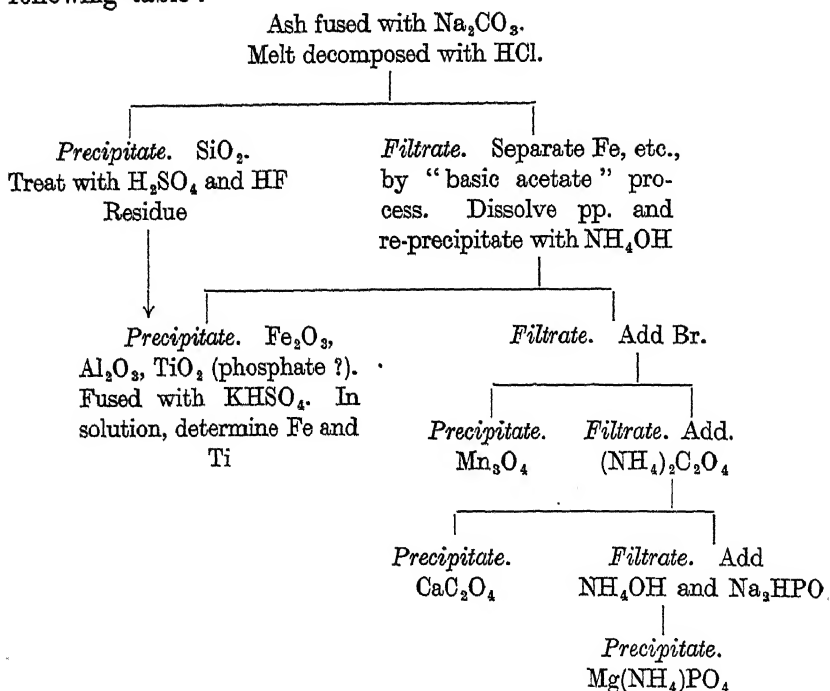 following table :
Ash fused with Na₂CO₃.
Melt decomposed with HCl.
Precipitate. SiO₂.
Treat with H₂SO₄ and HF
Residue
Filtrate. Separate Fe, etc.,
by “basic acetate” pro-
cess. Dissolve pp. and
re-precipitate with NH₄OH
Precipitate. Fe₂O₃,
Al₂O₃, TiO₂ (phosphate ?).
Fused with KHSO₄. In
solution, determine Fe and
Ti
Filtrate. Add Br.
Precipitate.
Mn₃O₄
Filtrate. Add.
(NH₄)₂C₂O₄
Precipitate.
CaC₂O₄
Filtrate. Add
NH₄OH and Na₂HPO
Precipitate.
Mg(NH₄)PO₄